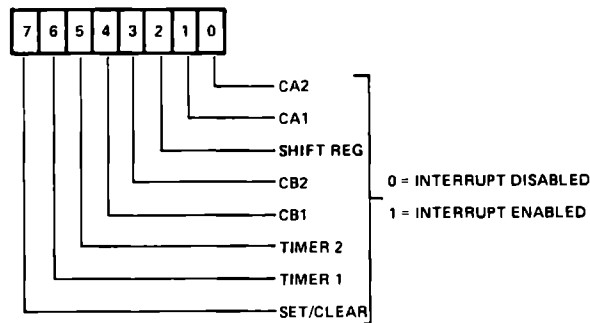 7 6 5 4 3 2 1 0
CA2
CA1
SHIFT REG
CB2
CB1
TIMER 2
TIMER 1
SET/CLEAR
0 = INTERRUPT DISABLED
1 = INTERRUPT ENABLED